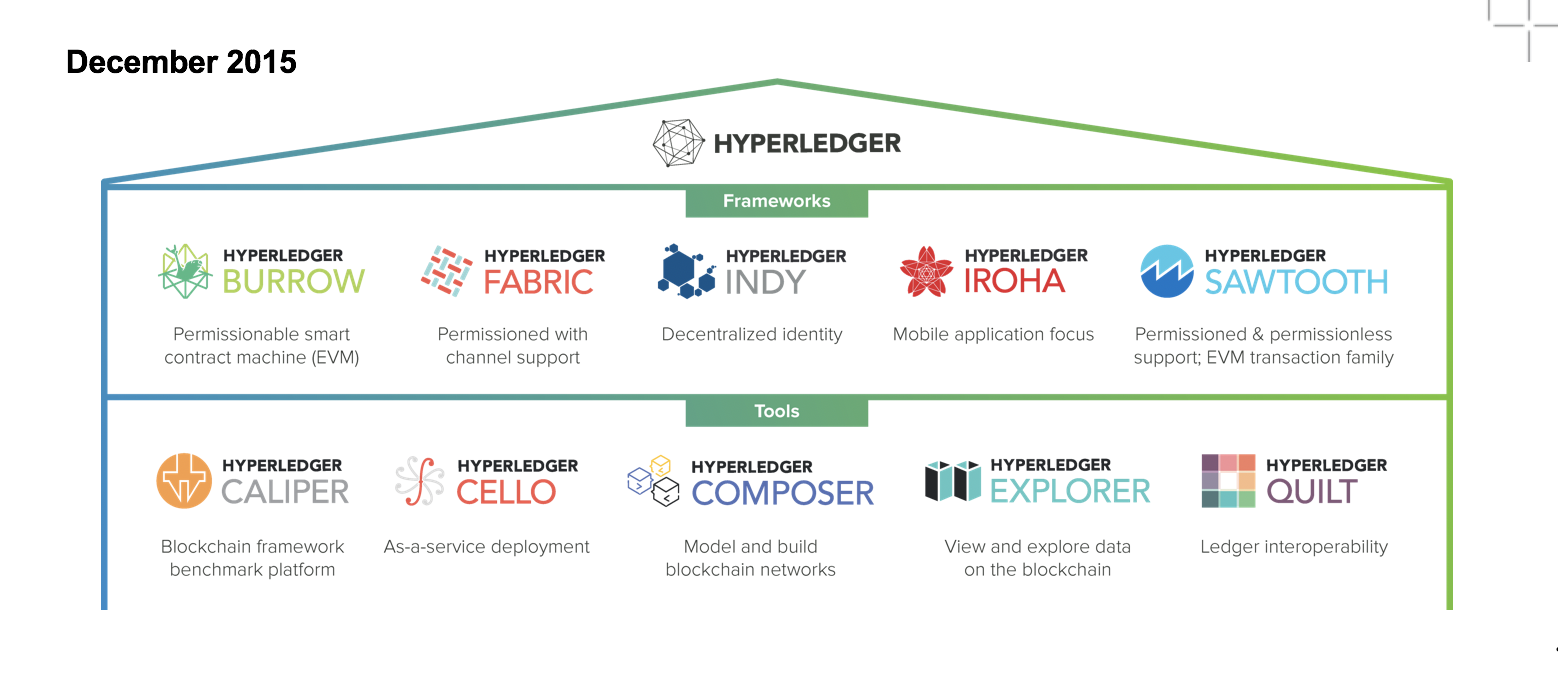 December 2015
HYPERLEDGER
Frameworks
HYPERLEDGER
BURROW
Permissionable smart
contract machine (EVM)
HYPERLEDGER
FABRIC
Permissioned with
channel support
HYPERLEDGER
INDY
Decentralized identity
HYPERLEDGER
IROHA
Mobile application focus
HYPERLEDGER
SAWTOOTH
Permissioned & permissionless
support; EVM transaction family
Tools
HYPERLEDGER
CALIPER
Blockchain framework
benchmark platform
HYPERLEDGER
CELLO
As-a-service deployment
HYPERLEDGER
COMPOSER
Model and build
blockchain networks
HYPERLEDGER
EXPLORER
View and explore data
on the blockchain
HYPERLEDGER
QUILT
Ledger interoperability